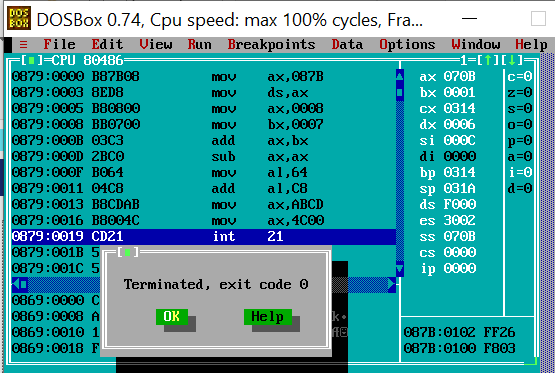 DOSBox 0.74, Cpu speed: max 100% cycles, Fra
≡ File Edit View Run Breakpoints Data Options Window Help
[■]=CPU 80486 1=[↑][↓]
0879:0000 B87B08 mov ax,087B ax 070B c=0
0879:0003 8ED8 mov ds,ax bx 0001 z=0
0879:0005 B80800 mov ax,0008 cx 0314 s=0
0879:0008 BB0700 mov bx,0007 dx 0006 o=0
0879:000B 03C3 add ax,bx si 000C p=0
0879:000D 2BC0 sub ax,ax di 0000 a=0
0879:000F B064 mov al,64 bp 0314 i=0
0879:0011 04C8 add al,C8 sp 031A d=0
0879:0013 B8CDAB mov ax,ABCD ds F000
0879:0016 B8004C mov ax,4C00 es 3002
0879:0019 CD21 int 21 ss 070B
0879:001B 5 cs 0000
0879:001C 5 ip 0000
[■]
Terminated, exit code 0
OK Help
0869:0000 C
0869:0008 A
0869:0010 1 087B:0102 FF26
0869:0018 F 087B:0100 F803